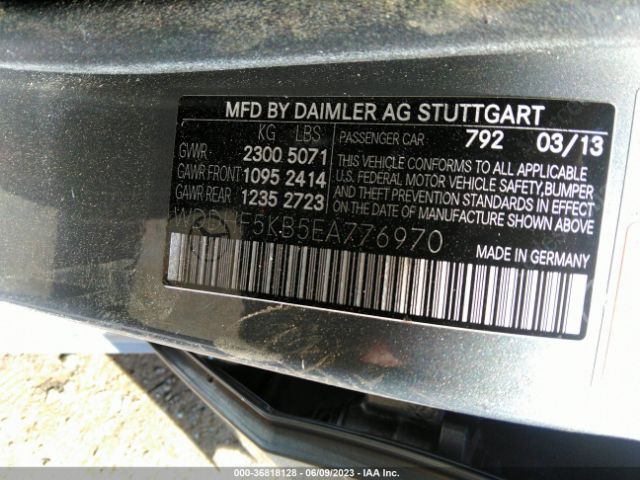 MFD BY DAIMLER AG STUTTGART
KG LBS
GVWR - 2300 5071
GAWR FRONT 1095 2414
GAWR REAR 1235 2723
PASSENGER CAR 792 03/13
THIS VEHICLE CONFORMS TO ALL APPLICABLE
U.S. FEDERAL MOTOR VEHICLE SAFETY, BUMPER
AND THEFT PREVENTION STANDARDS IN EFFECT
ON THE DATE OF MANUFACTURE SHOWN ABOVE
WDDHF5KB5EA776970
MADE IN GERMANY
000-36818128 - 06/09/2023 - IAA Inc.